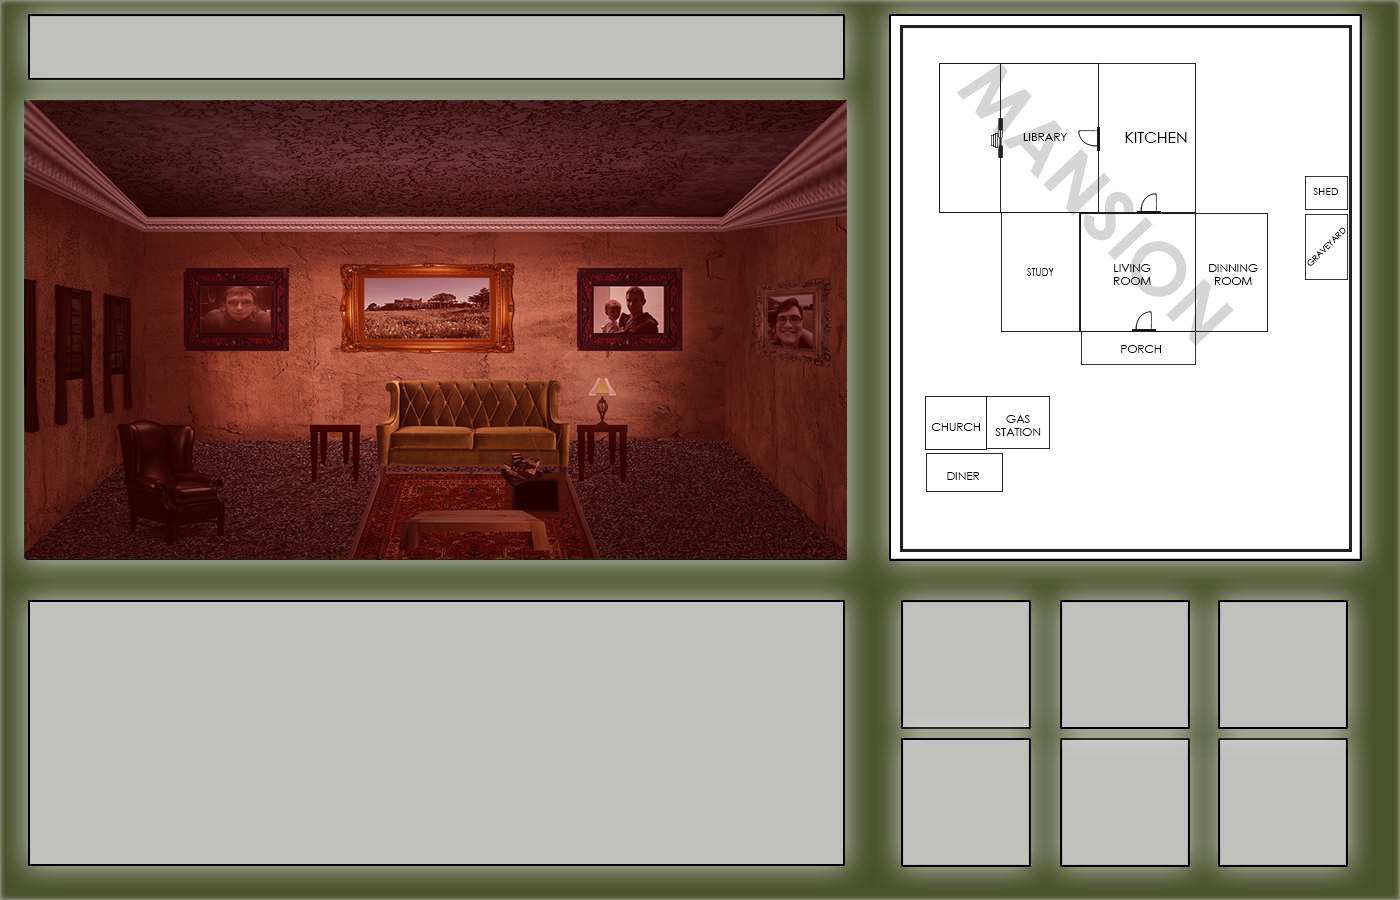 MANSION
LIBRARY
KITCHEN
SHED
GRAVEYARD
STUDY
LIVING
ROOM
DINNING
ROOM
PORCH
CHURCH
GAS
STATION
DINER